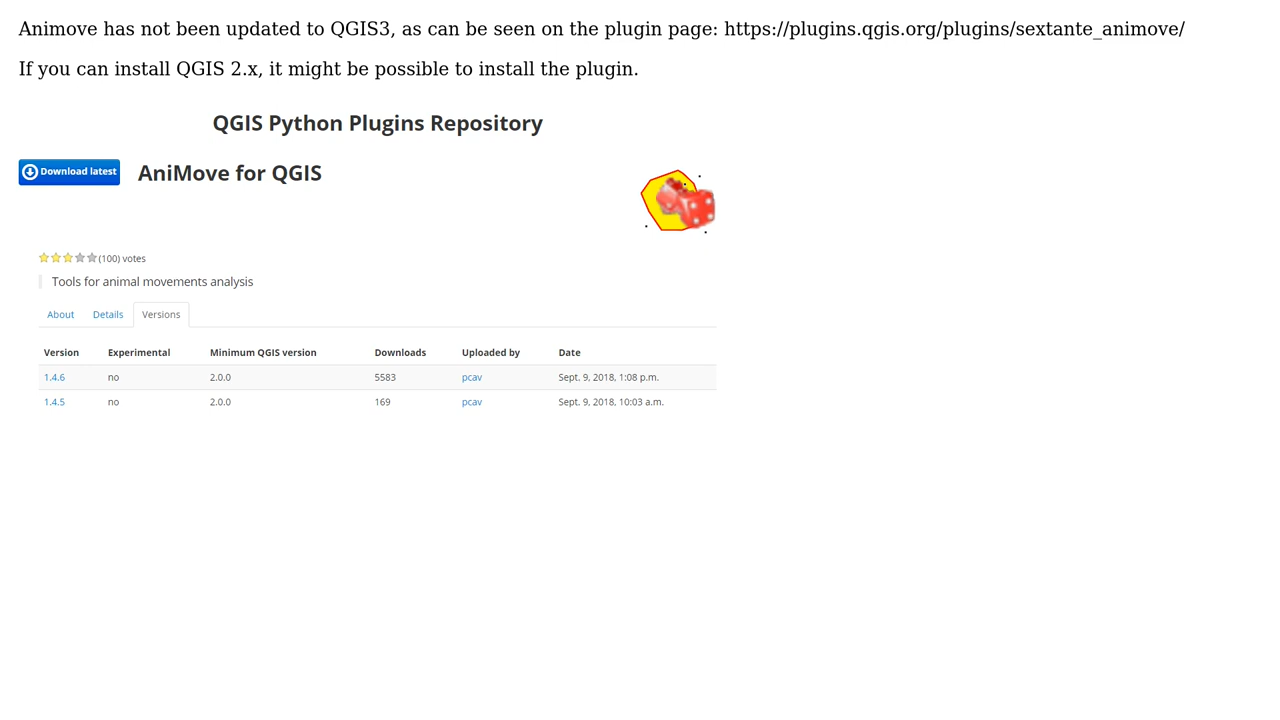 Animove has not been updated to QGIS3, as can be seen on the plugin page: https://plugins.qgis.org/plugins/sextante_animove/
If you can install QGIS 2.x, it might be possible to install the plugin.
QGIS Python Plugins Repository
Download latest AniMove for QGIS
(100) votes
Tools for animal movements analysis
About Details Versions
Version Experimental Minimum QGIS version Downloads Uploaded by Date
1.4.6 no 2.0.0 5583 pcav Sept. 9, 2018, 1:08 p.m.
1.4.5 no 2.0.0 169 pcav Sept. 9, 2018, 10:03 a.m.